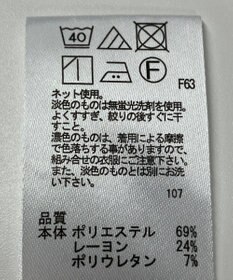 40
F
F63
ネット使用。
淡色のものは無蛍光洗剤を使用。
よくすすぎ、絞りの後すぐに干
すこと。
濃色のものは、着用による摩擦
で色落ちする事がありますので、
組み合せの衣服にご注意下さい。
また、淡色のものとは別にお洗
い下さい。
107
品質
本体 ポリエステル 69%
レーヨン 24%
ポリウレタン 7%